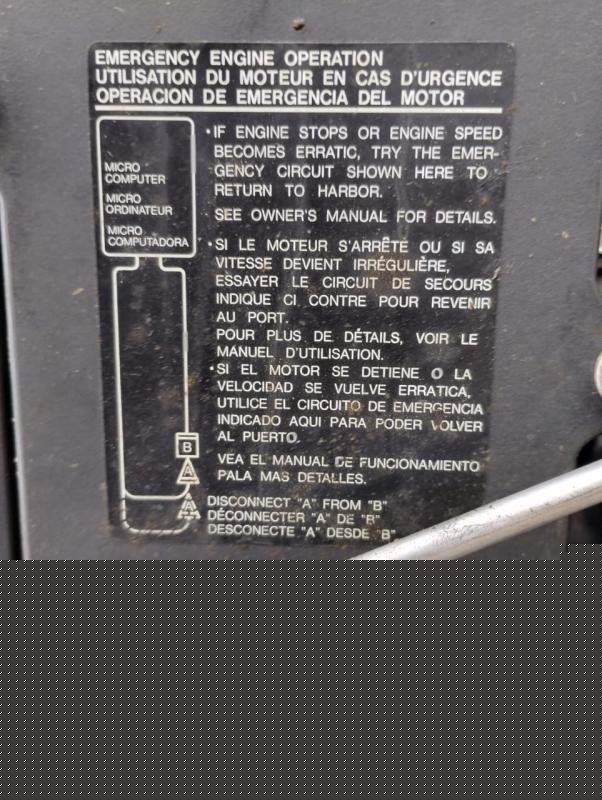 EMERGENCY ENGINE OPERATION
UTILISATION DU MOTEUR EN CAS D'URGENCE
OPERACION DE EMERGENCIA DEL MOTOR
MICRO
COMPUTER
MICRO
ORDINATEUR
MICRO
COMPUTADORA
B
A
A
•IF ENGINE STOPS OR ENGINE SPEED
BECOMES ERRATIC, TRY THE EMER-
GENCY CIRCUIT SHOWN HERE TO
RETURN TO HARBOR.
SEE OWNER'S MANUAL FOR DETAILS.
•SI LE MOTEUR S'ARRÊTE OU SI SA
VITESSE DEVIENT IRRÉGULIÈRE,
ESSAYER LE CIRCUIT DE SECOURS
INDIQUE CI CONTRE POUR REVENIR
AU PORT.
POUR PLUS DE DÉTAILS, VOIR LE
MANUEL D'UTILISATION.
•SI EL MOTOR SE DETIENE O LA
VELOCIDAD SE VUELVE ERRATICA,
UTILICE EL CIRCUITO DE EMERGENCIA
INDICADO AQUI PARA PODER VOLVER
AL PUERTO.
VEA EL MANUAL DE FUNCIONAMIENTO
PALA MAS DETALLES.
DISCONNECT "A" FROM "B"
DÉCONNECTER "A" DE "B"
DESCONECTE "A" DESDE "B"